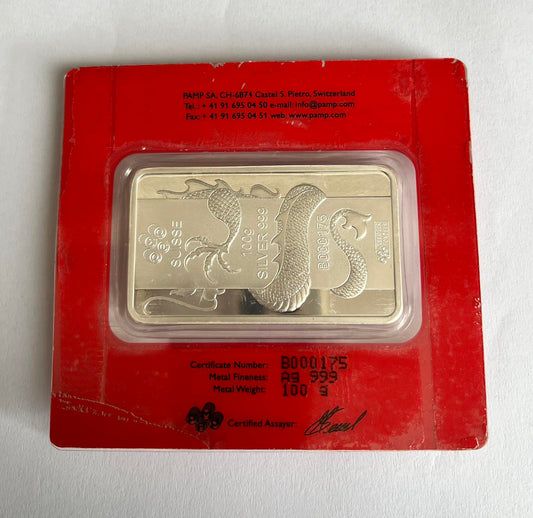 PAMP SA, CH-6874 Castel S. Pietro, Switzerland
Tel.: + 41 91 695 04 50 e-mail: info@pamp.com
Fax: + 41 91 695 04 51 web: www.pamp.com
SUISSE
100g
SILVER 999
B000175
Certificate Number: B000175
Metal Fineness: Ag 999
Metal Weight: 100 g
Certified Assayer: